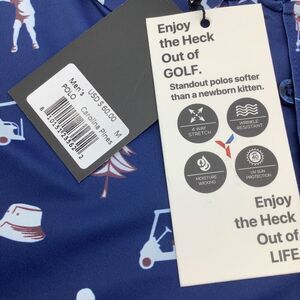 Enjoy
the Heck
Out of
GOLF.
Standout polos softer
than a newborn kitten.
4 WAY
STRETCH
WRINKLE
RESISTANT
MOISTURE
WICKING
UV SUN
PROTECTION
Enjoy
the Heck
Out of
LIFE
Men's
POLO
USD $ 60.00
Carolina Pines
M